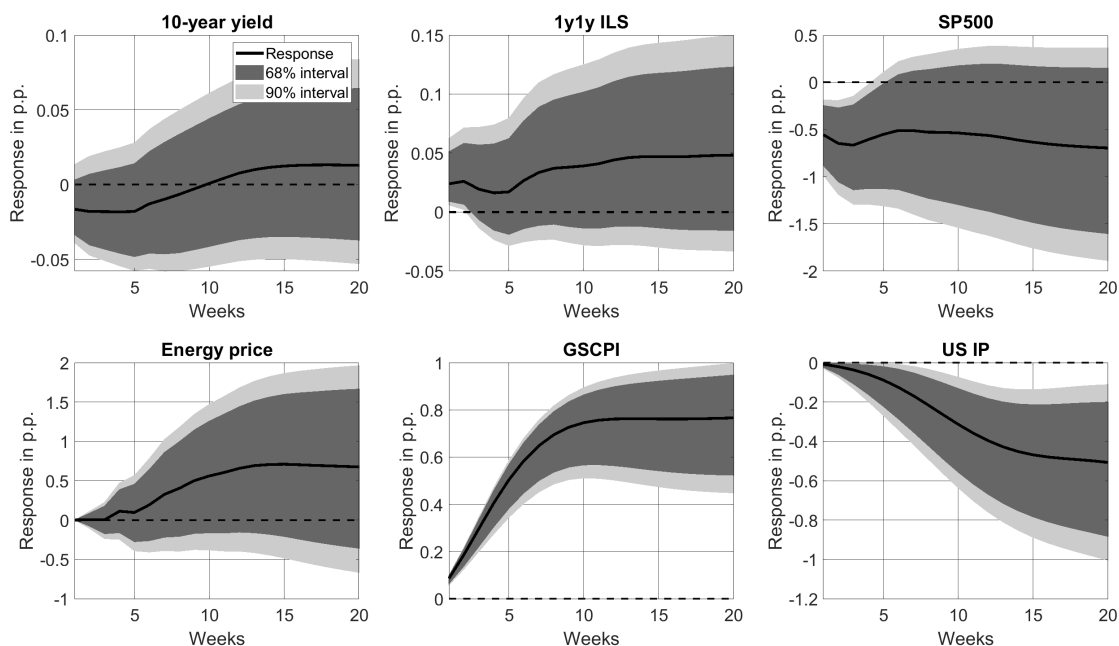 10-year yield
0.1
0.05
0
-0.05
5
10
15
20
Response in p.p.
Weeks
Response
68% interval
90% interval
1y1y ILS
0.15
0.1
0.05
0
-0.05
5
10
15
20
Response in p.p.
Weeks
SP500
0.5
0
-0.5
-1
-1.5
-2
5
10
15
20
Response in p.p.
Weeks
Energy price
2
1.5
1
0.5
0
-0.5
-1
5
10
15
20
Response in p.p.
Weeks
GSCPI
1
0.8
0.6
0.4
0.2
0
5
10
15
20
Response in p.p.
Weeks
US IP
0
-0.2
-0.4
-0.6
-0.8
-1
-1.2
5
10
15
20
Response in p.p.
Weeks